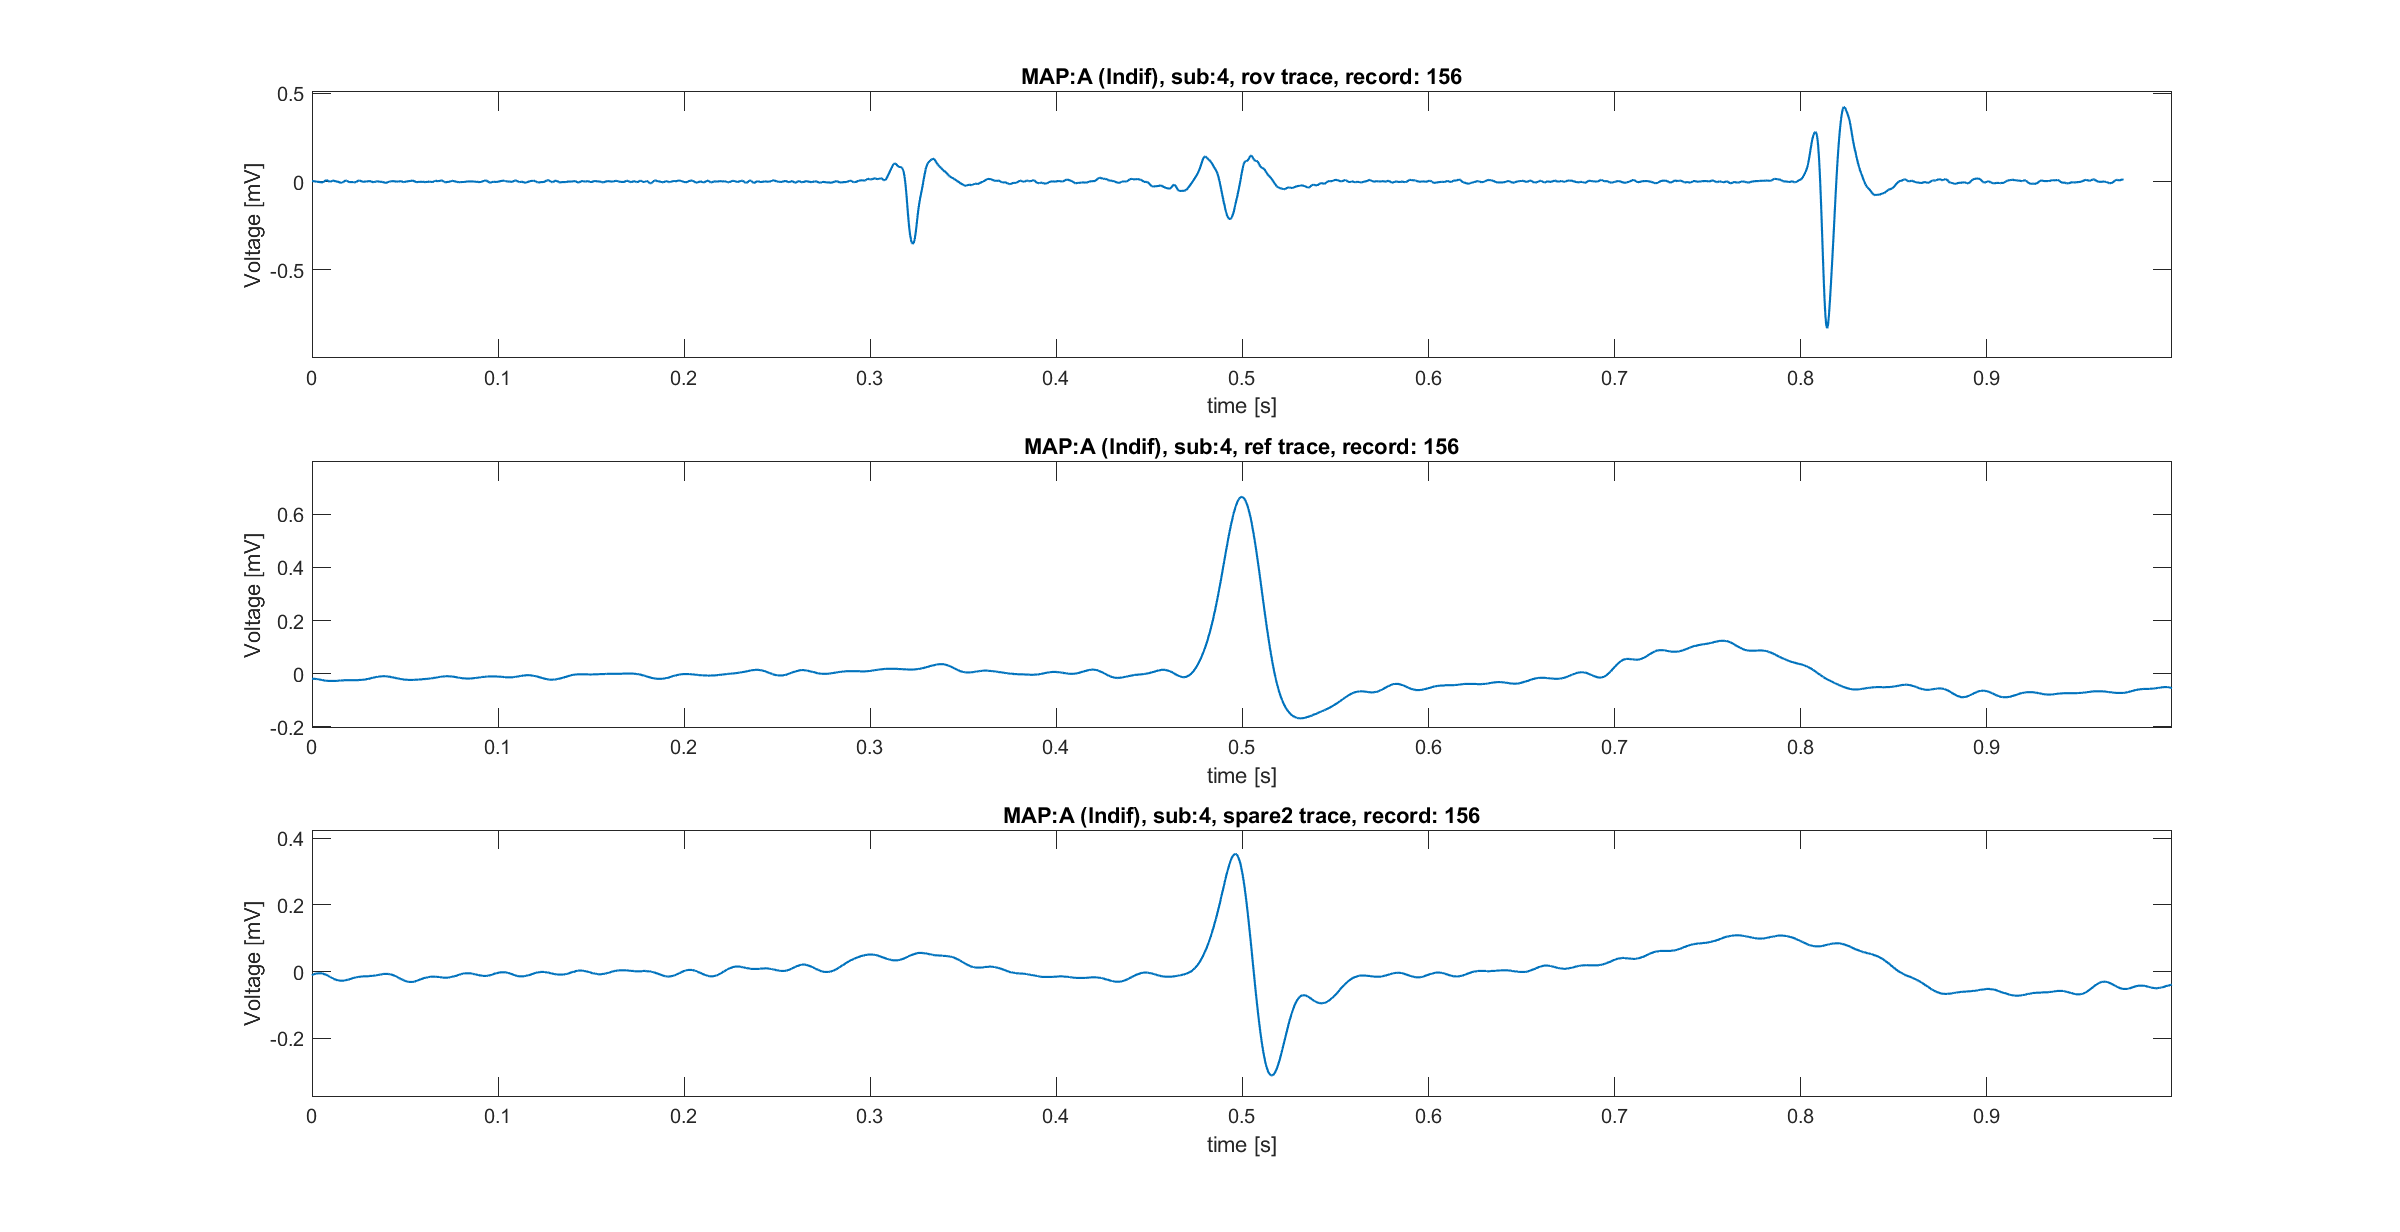 MAP:A (Indif), sub:4, rov trace, record: 156
0.5
0
-0.5
Voltage [mV]
0 0.1 0.2 0.3 0.4 0.5 0.6 0.7 0.8 0.9
time [s]
MAP:A (Indif), sub:4, ref trace, record: 156
0.6
0.4
0.2
0
-0.2
Voltage [mV]
0 0.1 0.2 0.3 0.4 0.5 0.6 0.7 0.8 0.9
time [s]
MAP:A (Indif), sub:4, spare2 trace, record: 156
0.4
0.2
0
-0.2
Voltage [mV]
0 0.1 0.2 0.3 0.4 0.5 0.6 0.7 0.8 0.9
time [s]